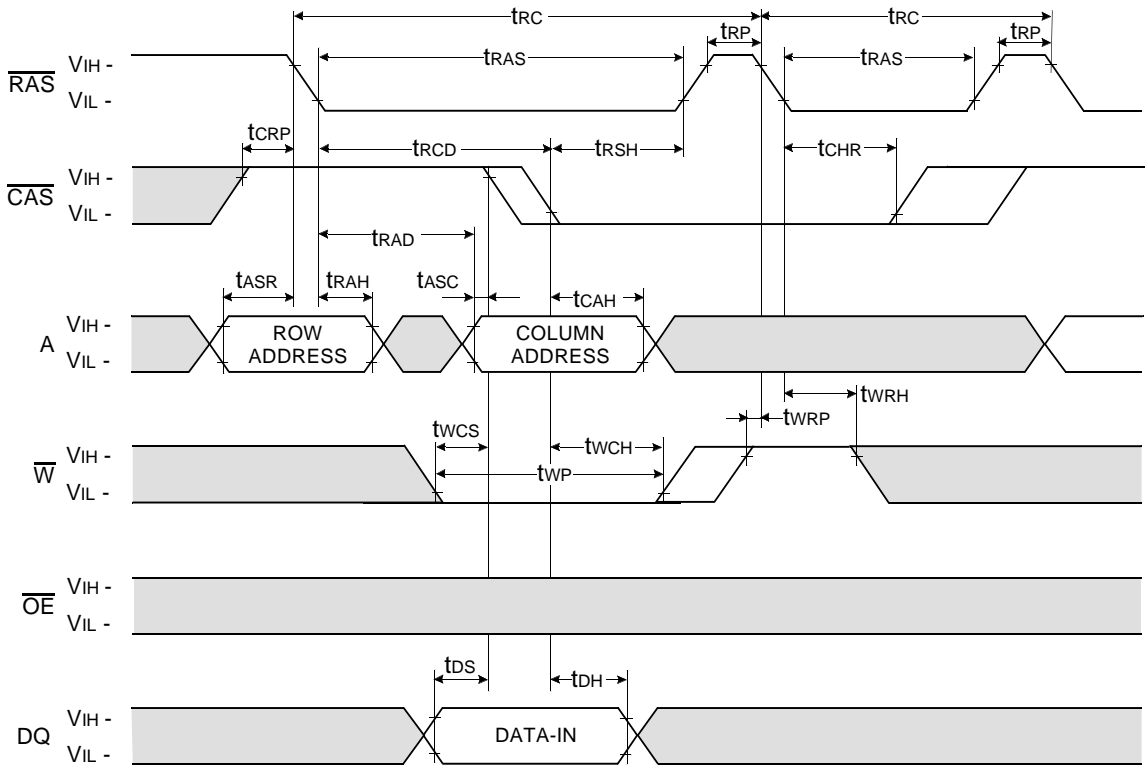 tRC tRC
tRP tRP
tRAS tRAS
RAS VIH -
VIL -
tCRP tRCD tRSH tCHR
CAS VIH -
VIL -
tRAD
tASR tRAH tASC tCAH
A VIH -
VIL -
ROW ADDRESS
COLUMN ADDRESS
tWRH
tWRP
tWCS tWCH
tWP
W VIH -
VIL -
OE VIH -
VIL -
tDS tDH
DQ VIH -
VIL -
DATA-IN